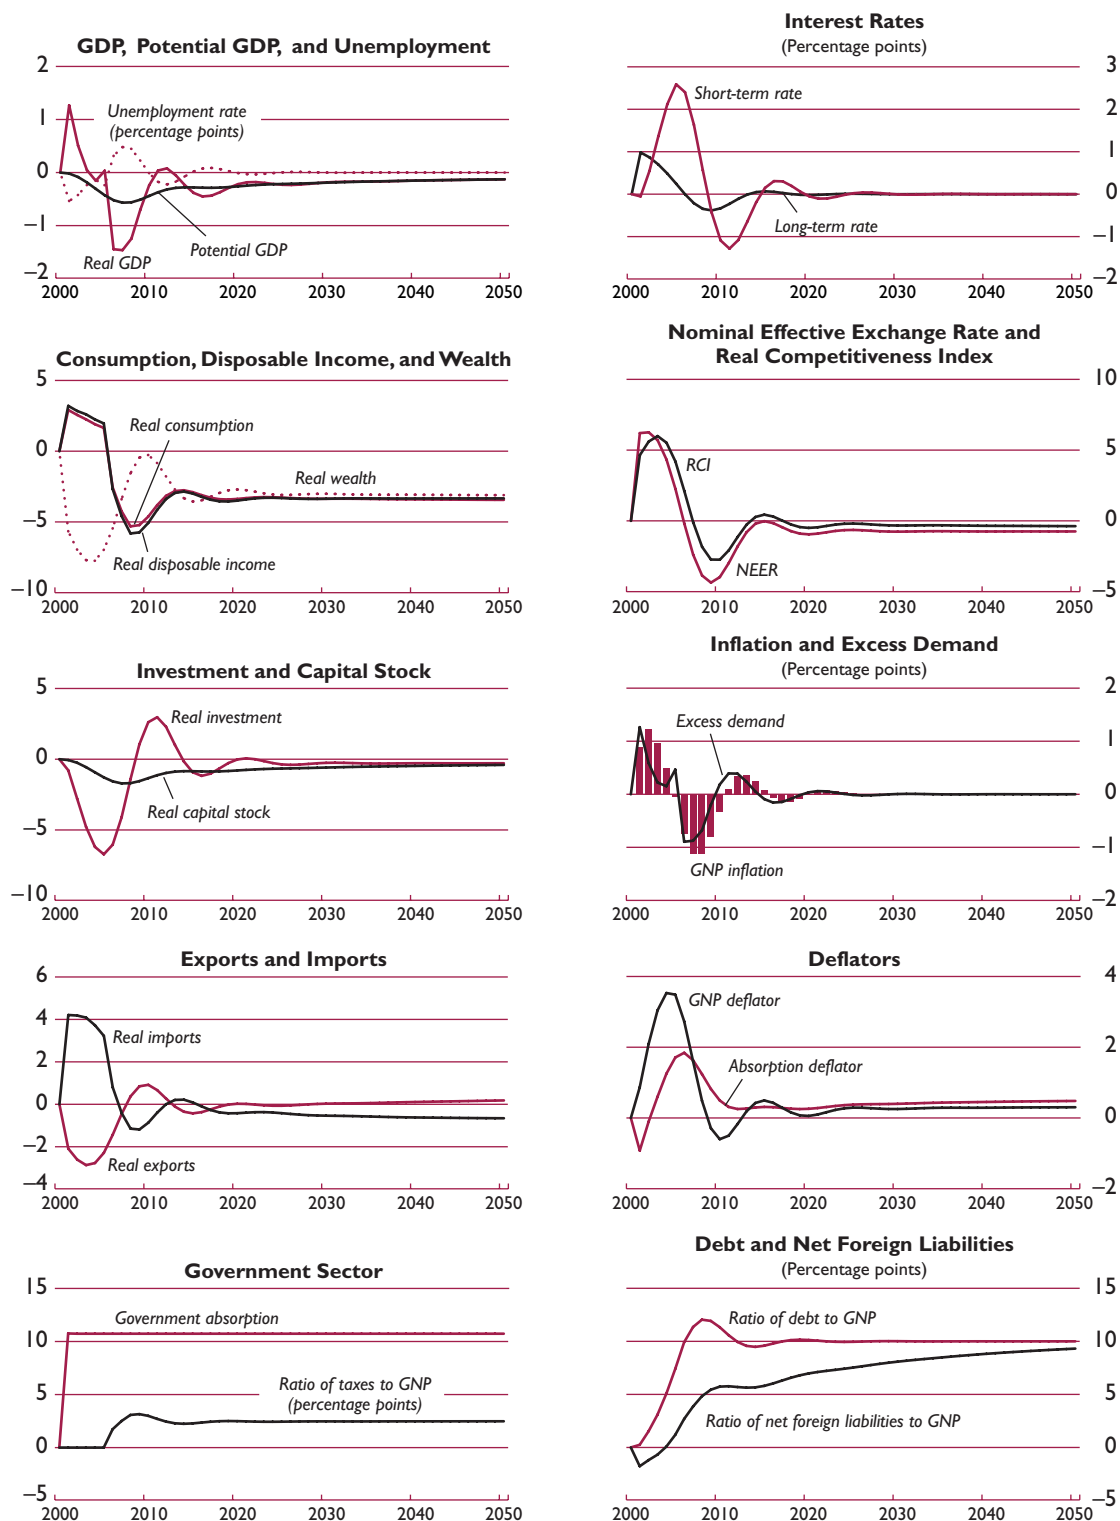 GDP, Potential GDP, and Unemployment
2
1
0
−1
−2
Unemployment rate
(percentage points)
Potential GDP
Real GDP
2000 2010 2020 2030 2040 2050
Interest Rates
(Percentage points)
3
2
1
0
−1
−2
Short-term rate
Long-term rate
2000 2010 2020 2030 2040 2050
Consumption, Disposable Income, and Wealth
5
0
−5
−10
Real consumption
Real wealth
Real disposable income
2000 2010 2020 2030 2040 2050
Nominal Effective Exchange Rate and
Real Competitiveness Index
10
5
0
−5
RCI
NEER
2000 2010 2020 2030 2040 2050
Investment and Capital Stock
5
0
−5
−10
Real investment
Real capital stock
2000 2010 2020 2030 2040 2050
Inflation and Excess Demand
(Percentage points)
2
1
0
−1
−2
Excess demand
GNP inflation
2000 2010 2020 2030 2040 2050
Exports and Imports
6
4
2
0
−2
−4
Real imports
Real exports
2000 2010 2020 2030 2040 2050
Deflators
4
2
0
−2
GNP deflator
Absorption deflator
2000 2010 2020 2030 2040 2050
Government Sector
15
10
5
0
−5
Government absorption
Ratio of taxes to GNP
(percentage points)
2000 2010 2020 2030 2040 2050
Debt and Net Foreign Liabilities
(Percentage points)
15
10
5
0
−5
Ratio of debt to GNP
Ratio of net foreign liabilities to GNP
2000 2010 2020 2030 2040 2050